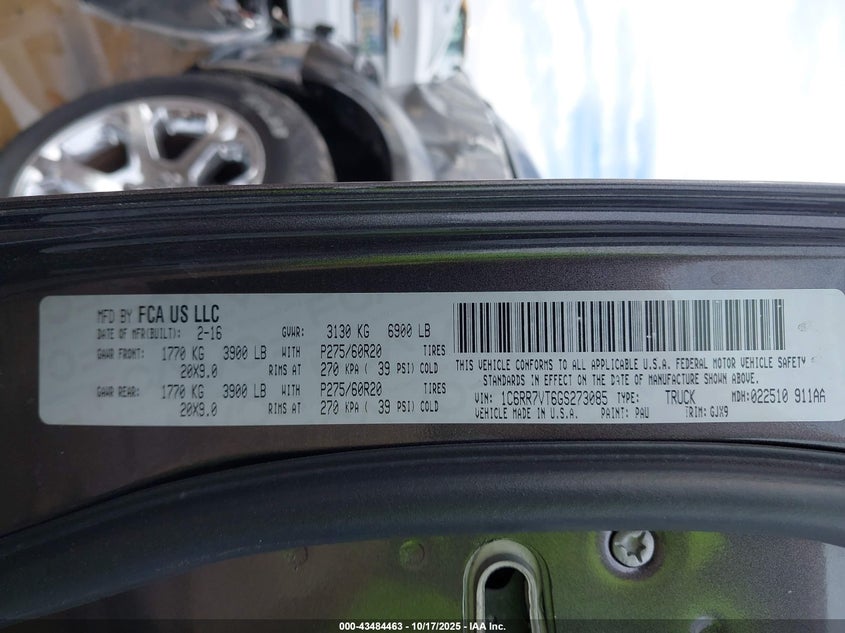 MFD BY FCA US LLC
DATE OF MFR(BUILT): 2-16 GVWR: 3130 KG 6900 LB
GAWR FRONT: 1770 KG 3900 LB WITH P275/60R20 TIRES
20X9.0 RIMS AT 270 KPA ( 39 PSI) COLD
GAWR REAR: 1770 KG 3900 LB WITH P275/60R20 TIRES
20X9.0 RIMS AT 270 KPA ( 39 PSI) COLD
THIS VEHICLE CONFORMS TO ALL APPLICABLE U.S.A. FEDERAL MOTOR VEHICLE SAFETY
STANDARDS IN EFFECT ON THE DATE OF MANUFACTURE SHOWN ABOVE.
VIN: 1C6RR7VT6GS273085 TYPE: TRUCK MDH:022510 911AA
VEHICLE MADE IN U.S.A. PAINT: PAU TRIM: GJX9
000-43484463 - 10/17/2025 - IAA Inc.